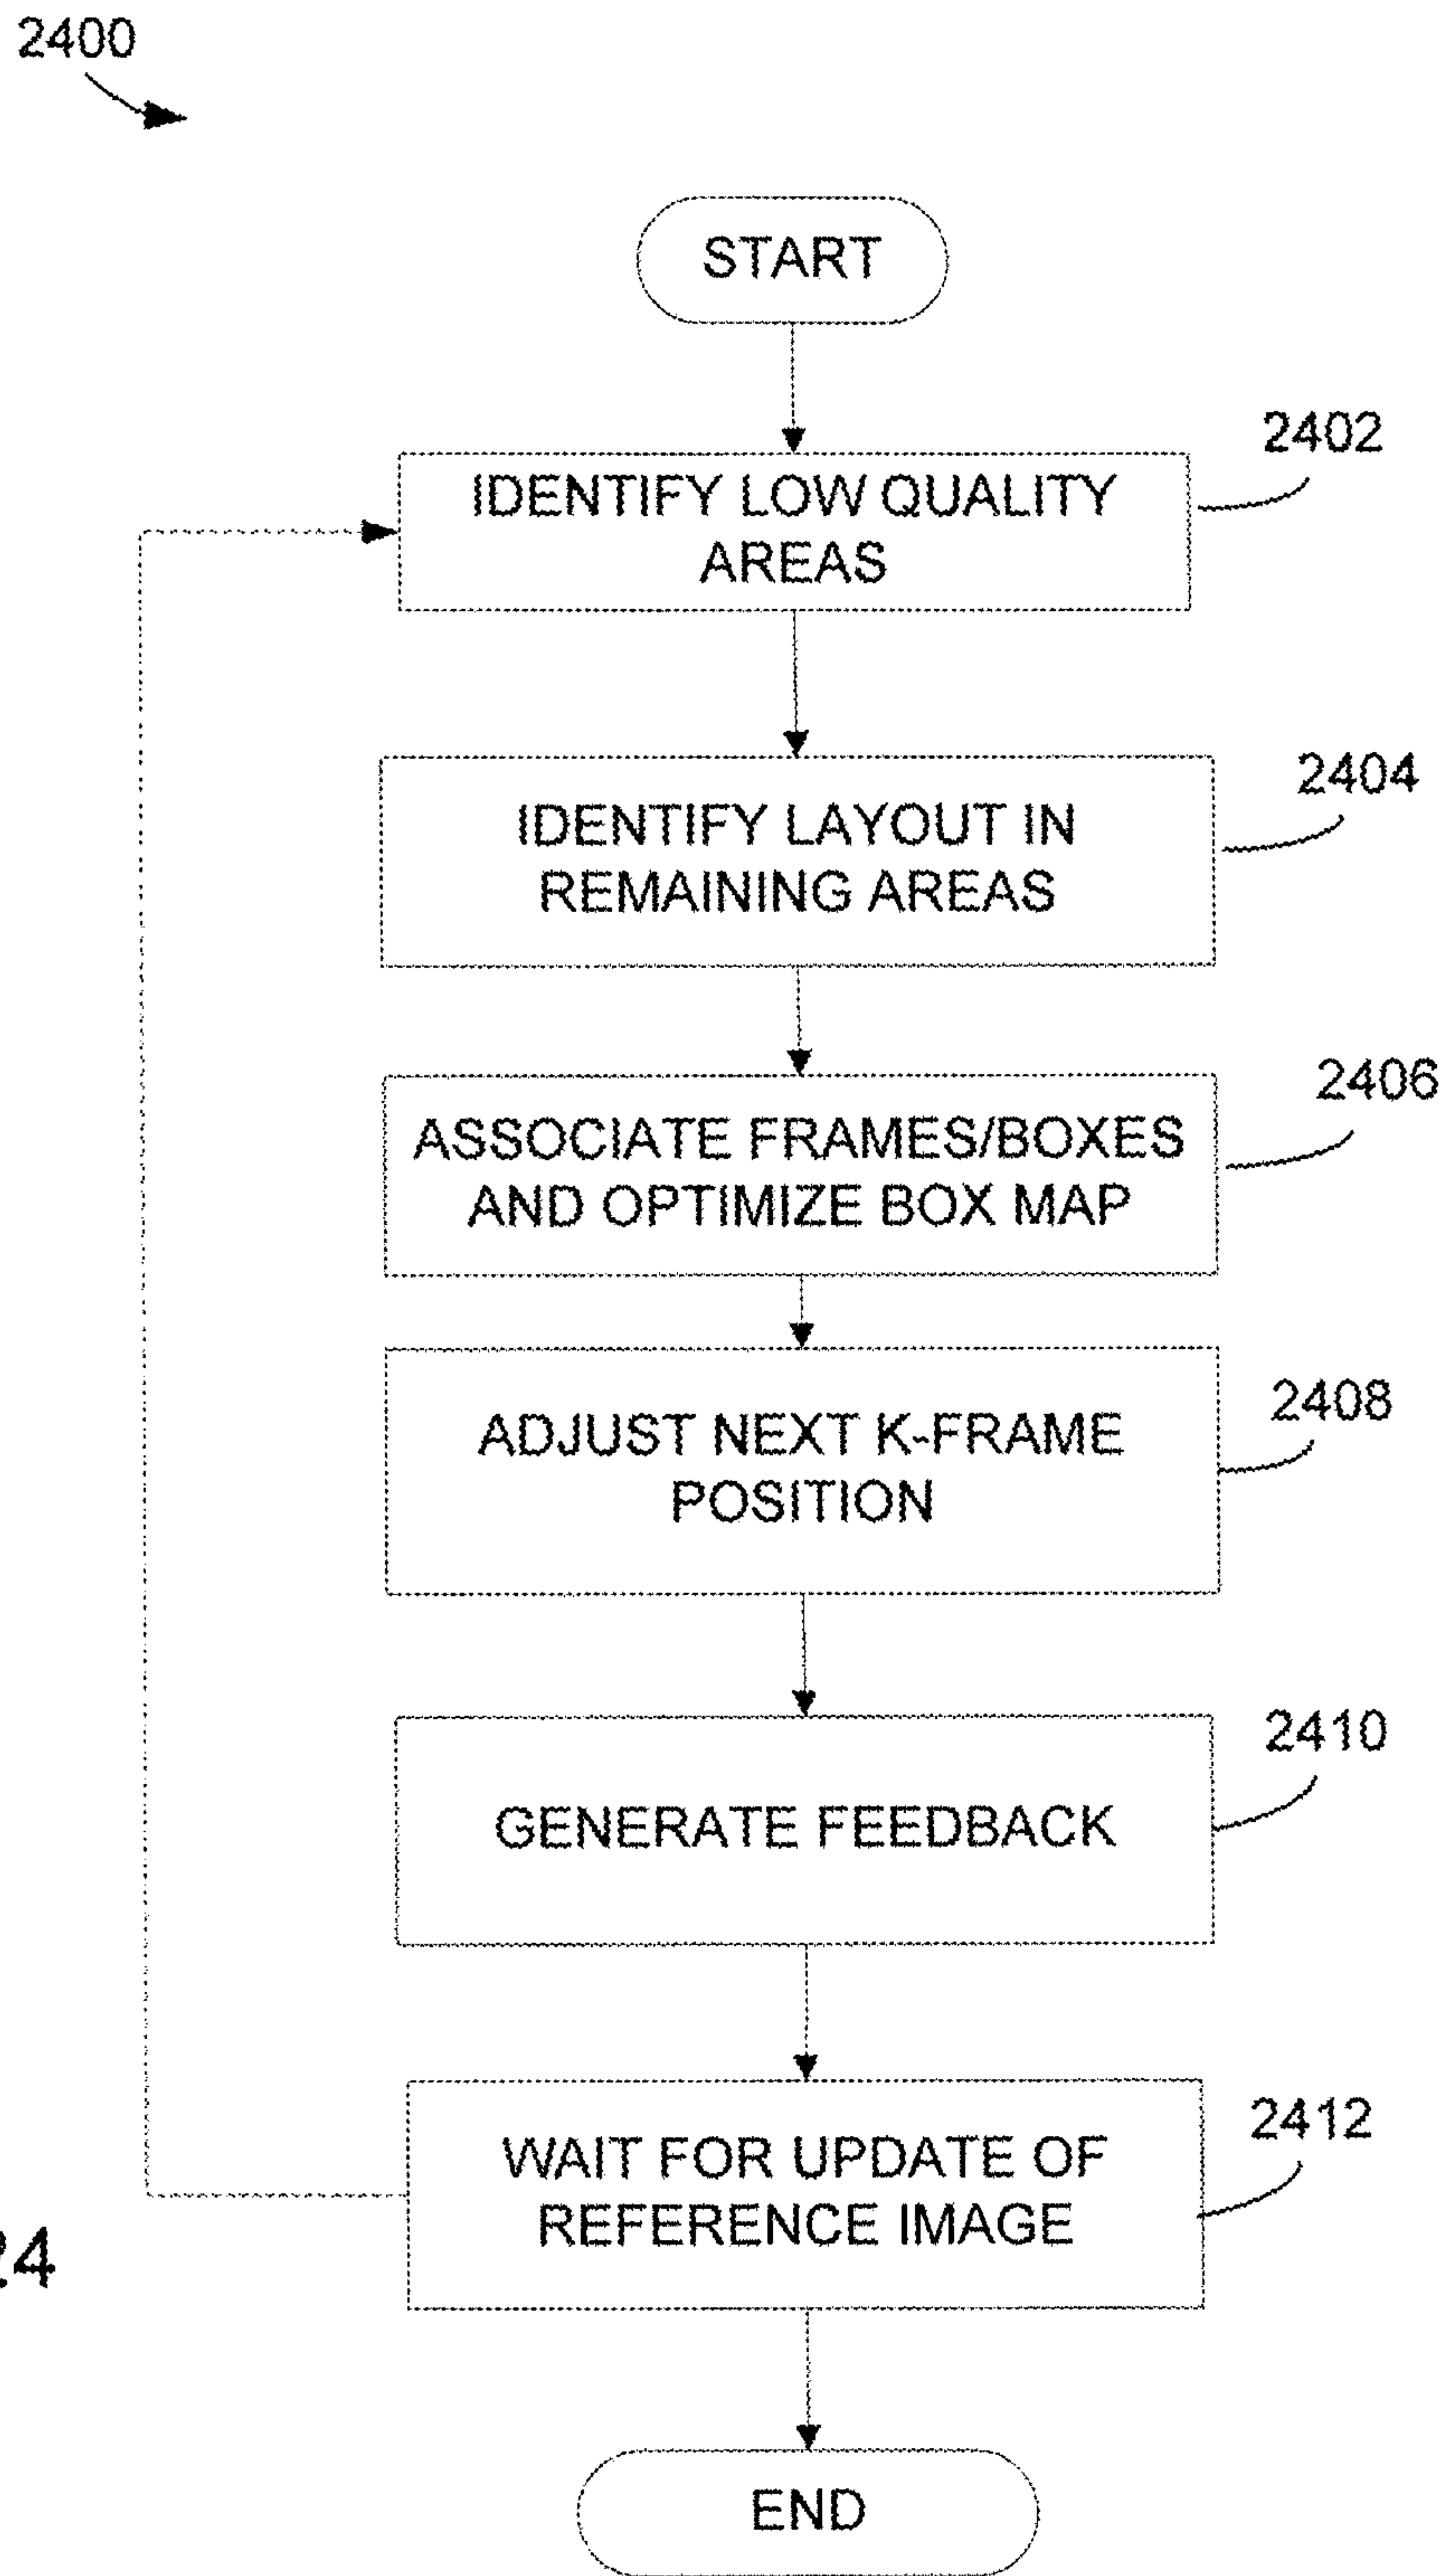 2400
START
2402
IDENTIFY LOW QUALITY
AREAS
2404
IDENTIFY LAYOUT IN
REMAINING AREAS
2406
ASSOCIATE FRAMES/BOXES
AND OPTIMIZE BOX MAP
2408
ADJUST NEXT K-FRAME
POSITION
2410
GENERATE FEEDBACK
2412
WAIT FOR UPDATE OF
REFERENCE IMAGE
24
END